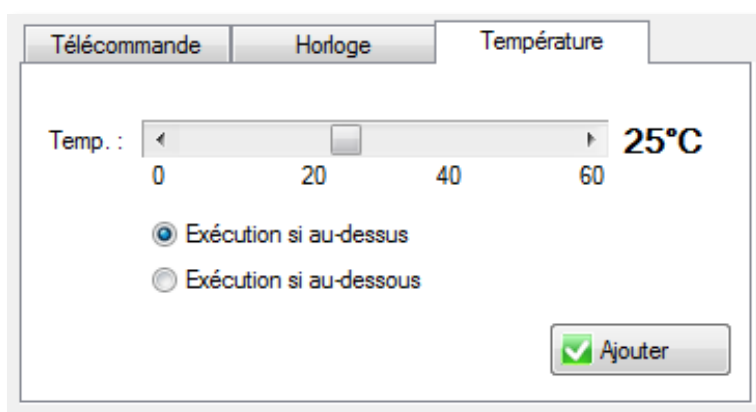 Télécommande Horloge Température
Temp. : 25°C
0 20 40 60
Exécution si au-dessus
Exécution si au-dessous
Ajouter